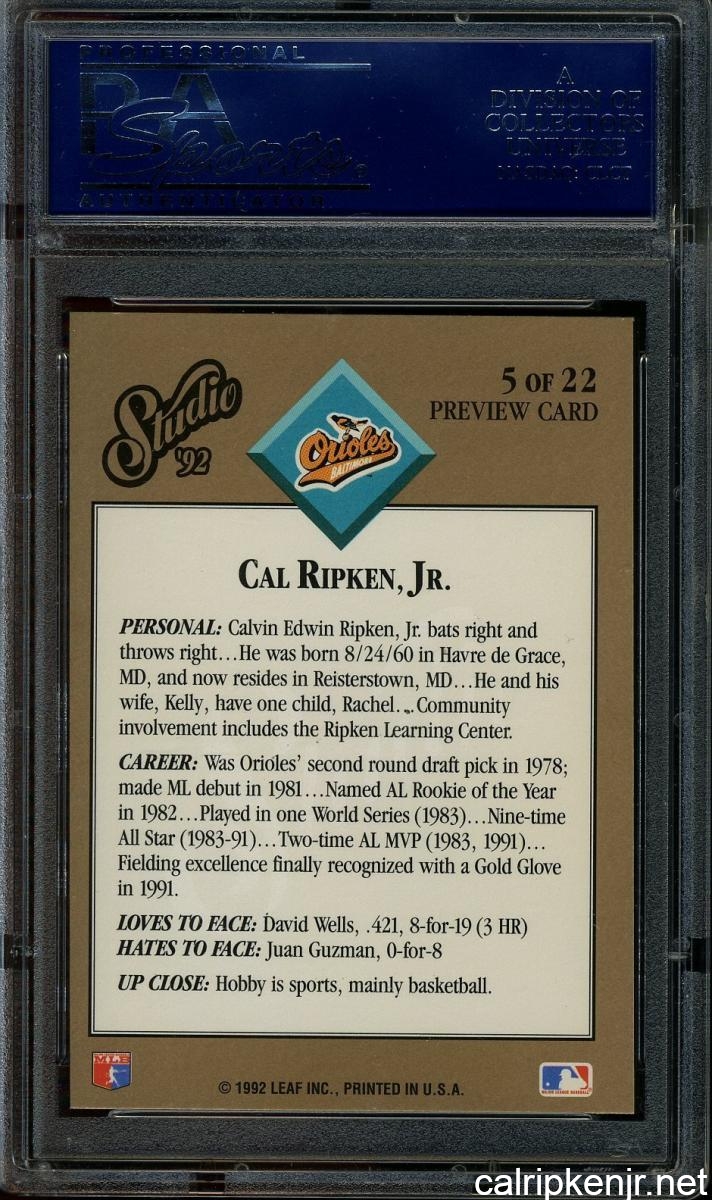 PROFESSIONAL
PSA
Sports
AUTHENTICATOR
A
DIVISION OF
COLLECTORS
UNIVERSE
NASDAQ: CLCT
Studio
'92
Orioles
BALTIMORE
5 OF 22
PREVIEW CARD
CAL RIPKEN, JR.
PERSONAL: Calvin Edwin Ripken, Jr. bats right and
throws right...He was born 8/24/60 in Havre de Grace,
MD, and now resides in Reisterstown, MD...He and his
wife, Kelly, have one child, Rachel...Community
involvement includes the Ripken Learning Center.
CAREER: Was Orioles' second round draft pick in 1978;
made ML debut in 1981...Named AL Rookie of the Year
in 1982...Played in one World Series (1983)...Nine-time
All Star (1983-91)...Two-time AL MVP (1983, 1991)...
Fielding excellence finally recognized with a Gold Glove
in 1991.
LOVES TO FACE: David Wells, .421, 8-for-19 (3 HR)
HATES TO FACE: Juan Guzman, 0-for-8
UP CLOSE: Hobby is sports, mainly basketball.
© 1992 LEAF INC., PRINTED IN U.S.A.
MAJOR LEAGUE BASEBALL
calripkenjr.net